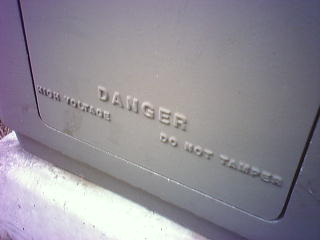 DANGER
HIGH VOLTAGE
DO NOT TAMPER